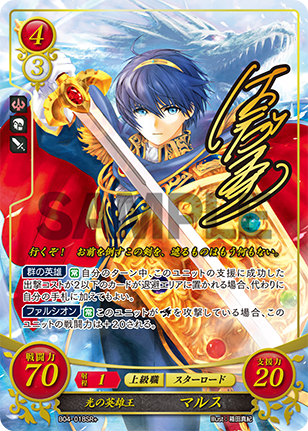 4
3
SAMPLE
行くぞ! お前を倒すこの剣を、遮るものはもう何もない。
群の英雄 自 自分のターン中、このユニットの支援に成功した
出撃コストが2以下のカードが退避エリアに置かれる場合、代わりに
自分の手札に加えてもよい。
ファルシオン 常 このユニットが を攻撃している場合、この
ユニットの戦闘力は+20される。
戦闘力
70
射程 1 上級職 スターロード
支援力
20
光の英雄王 マルス
B04-018SR+ Illust:箱田真紀